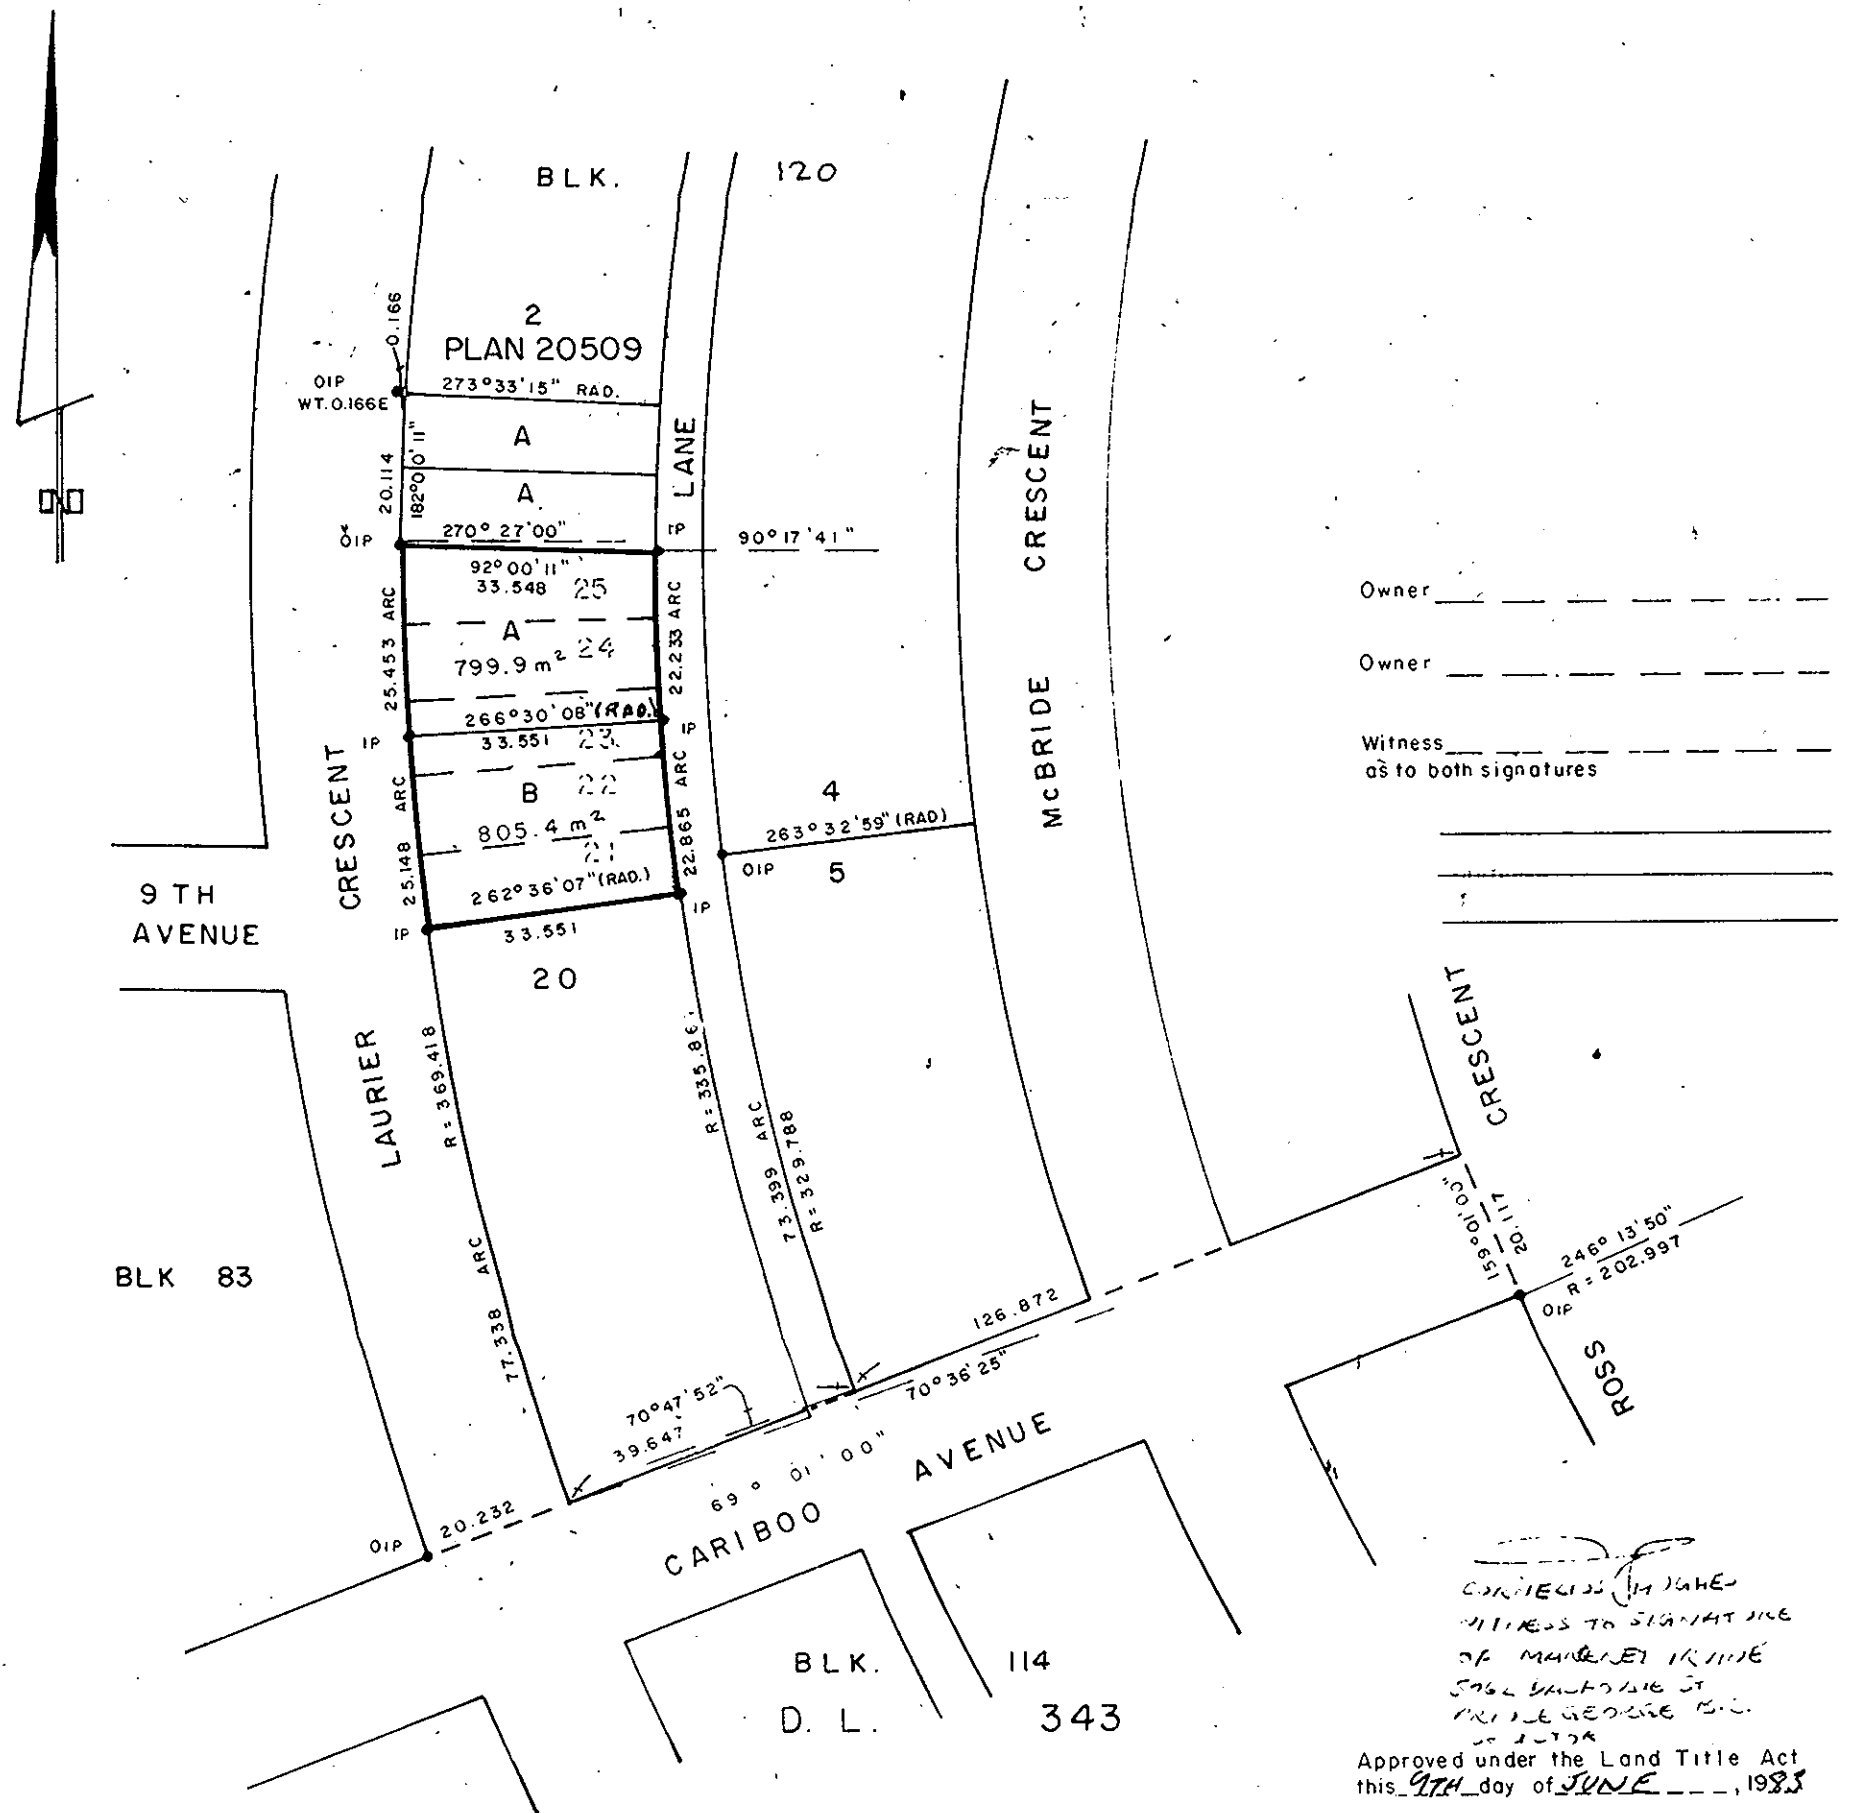 BLK. 120
2
PLAN 20509
0.166
OIP
WT. 0.166E
273°33'15" RAD.
A
20.114
182°00'11"
A
LANE
OIP
270°27'00"
IP
90°17'41"
92°00'11"
33.548 25
25.453 ARC
A
24
799.9 m²
22.233 ARC
266°30'08" (RAD.)
IP
33.551 23
IP
B 22
805.4 m²
21
25.148 ARC
22.865 ARC
262°36'07" (RAD.)
IP
33.551
IP
20
4
263°32'59" (RAD)
OIP
5
McBRIDE CRESCENT
LAURIER CRESCENT
9 TH
AVENUE
Owner
Owner
Witness
as to both signatures
R = 369.418
77.338 ARC
R = 335.86
73.399 ARC
R = 329.788
BLK 83
ROSS CRESCENT
159°01'00"
20.117
246° 13'50"
R = 202.997
OIP
126.872
70°36'25"
70°47'52"
39.647
69° 01' 00"
CARIBOO AVENUE
20.232
OIP
BLK. 114
D. L. 343
WITNESS TO SIGNATURE
OF
PRINCE GEORGE B.C.
Approved under the Land Title Act
this 9TH day of JUNE, 1983